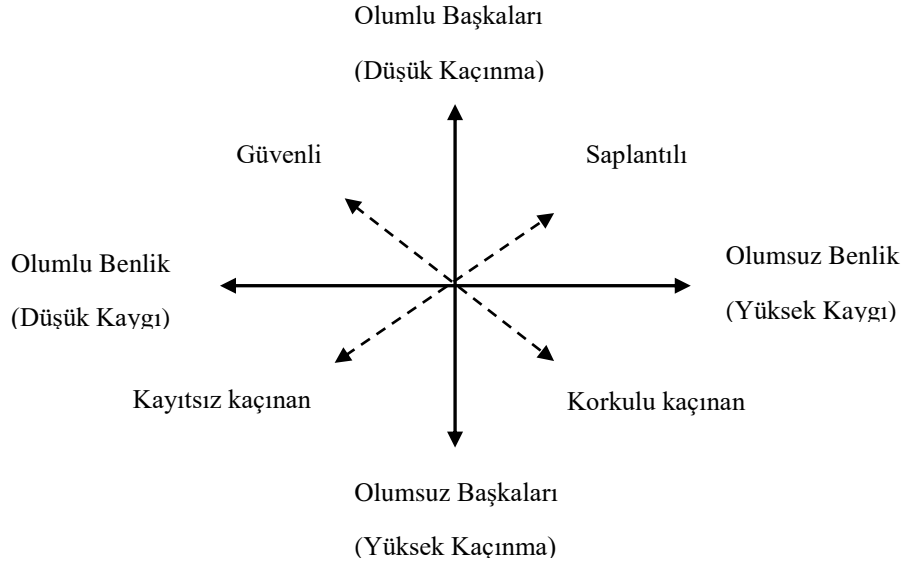 Olumlu Başkaları
(Düşük Kaçınma)
Güvenli
Saplantılı
Olumlu Benlik
(Düşük Kaygı)
Olumsuz Benlik
(Yüksek Kaygı)
Kayıtsız kaçınan
Korkulu kaçınan
Olumsuz Başkaları
(Yüksek Kaçınma)